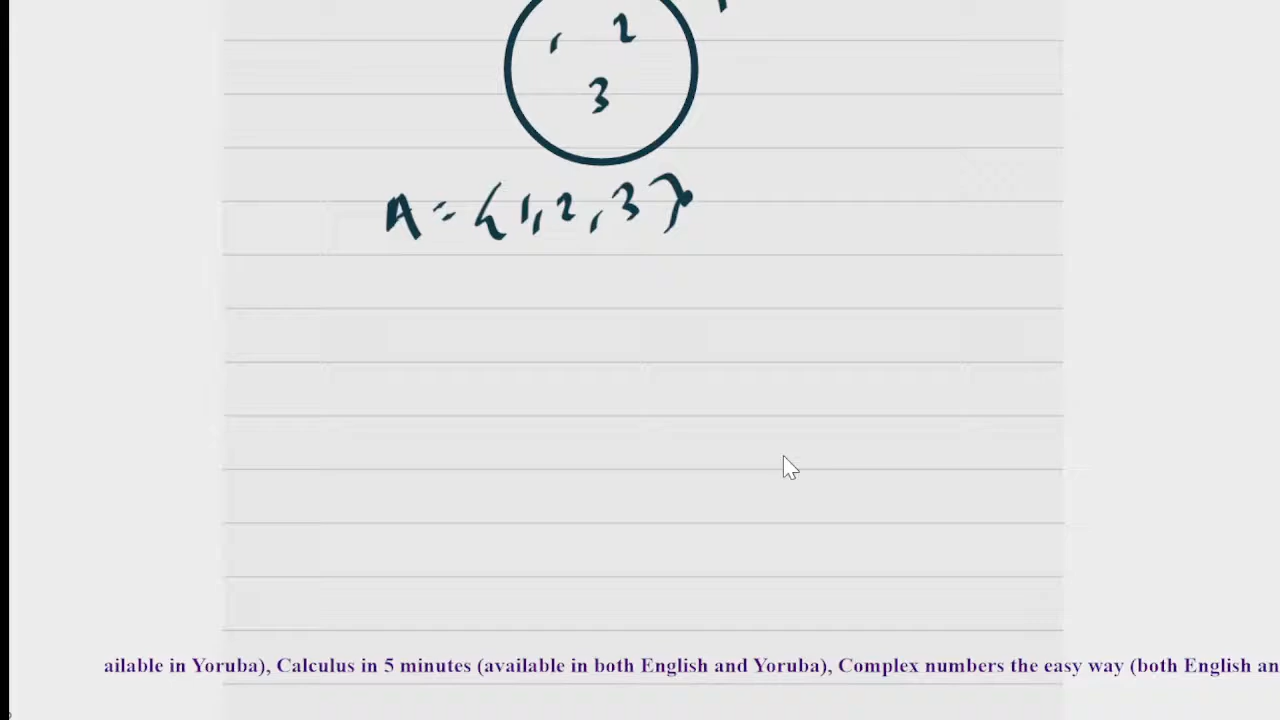 1 2
3
A = {1, 2, 3}
ailable in Yoruba), Calculus in 5 minutes (available in both English and Yoruba), Complex numbers the easy way (both English an